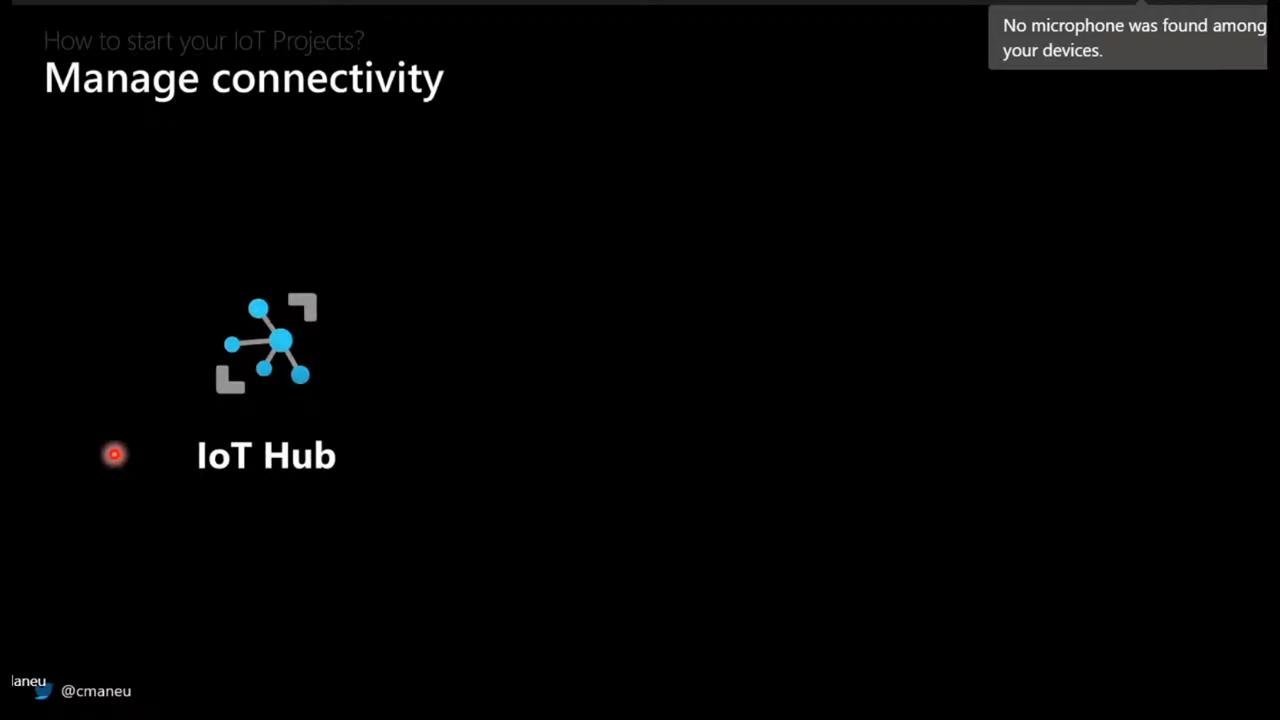 How to start your IoT Projects?
Manage connectivity
No microphone was found among
your devices.
IoT Hub
laneu
@cmaneu